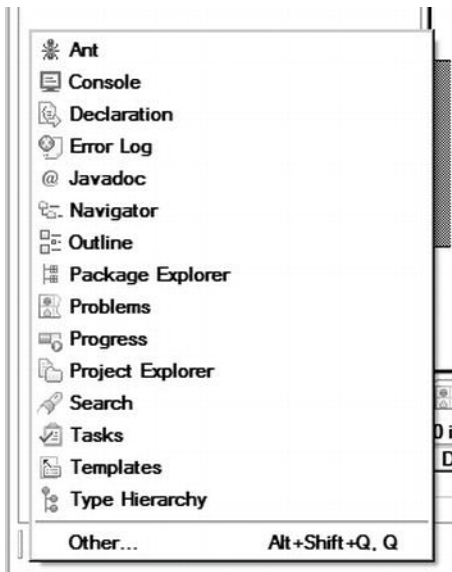 Ant
Console
Declaration
Error Log
@ Javadoc
Navigator
Outline
Package Explorer
Problems
Progress
Project Explorer
Search
Tasks
Templates
Type Hierarchy
Other... Alt+Shift+Q, Q
0 i
D